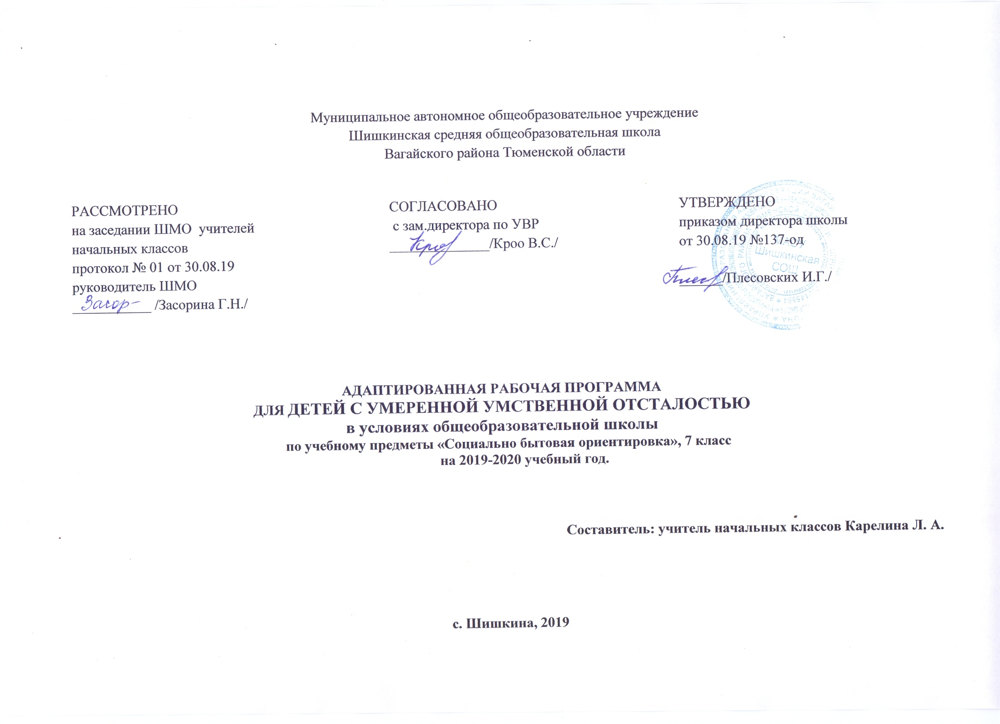 Муниципальное автономное общеобразовательное учреждение
Шишкинская средняя общеобразовательная школа
Вагайского района Тюменской области
РАССМОТРЕНО
на заседании ШМО учителей
начальных классов
протокол № 01 от 30.08.19
руководитель ШМО
Засор- /Засорина Г.Н./
СОГЛАСОВАНО
с зам.директора по УВР
/Кроо В.С./
УТВЕРЖДЕНО
приказом директора школы
от 30.08.19 №137-од
/Плесовских И.Г./
МАОУ
Шишкинская
СОШ
АДАПТИРОВАННАЯ РАБОЧАЯ ПРОГРАММА
ДЛЯ ДЕТЕЙ С УМЕРЕННОЙ УМСТВЕННОЙ ОТСТАЛОСТЬЮ
в условиях общеобразовательной школы
по учебному предметы «Социально бытовая ориентировка», 7 класс
на 2019-2020 учебный год.
Составитель: учитель начальных классов Карелина Л. А.
с. Шишкина, 2019